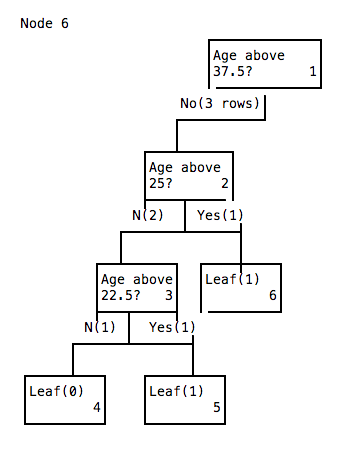 Node 6
Age above
37.5? 1
No(3 rows)
Age above
25? 2
N(2) Yes(1)
Age above
22.5? 3
Leaf(1)
6
N(1) Yes(1)
Leaf(0)
4
Leaf(1)
5